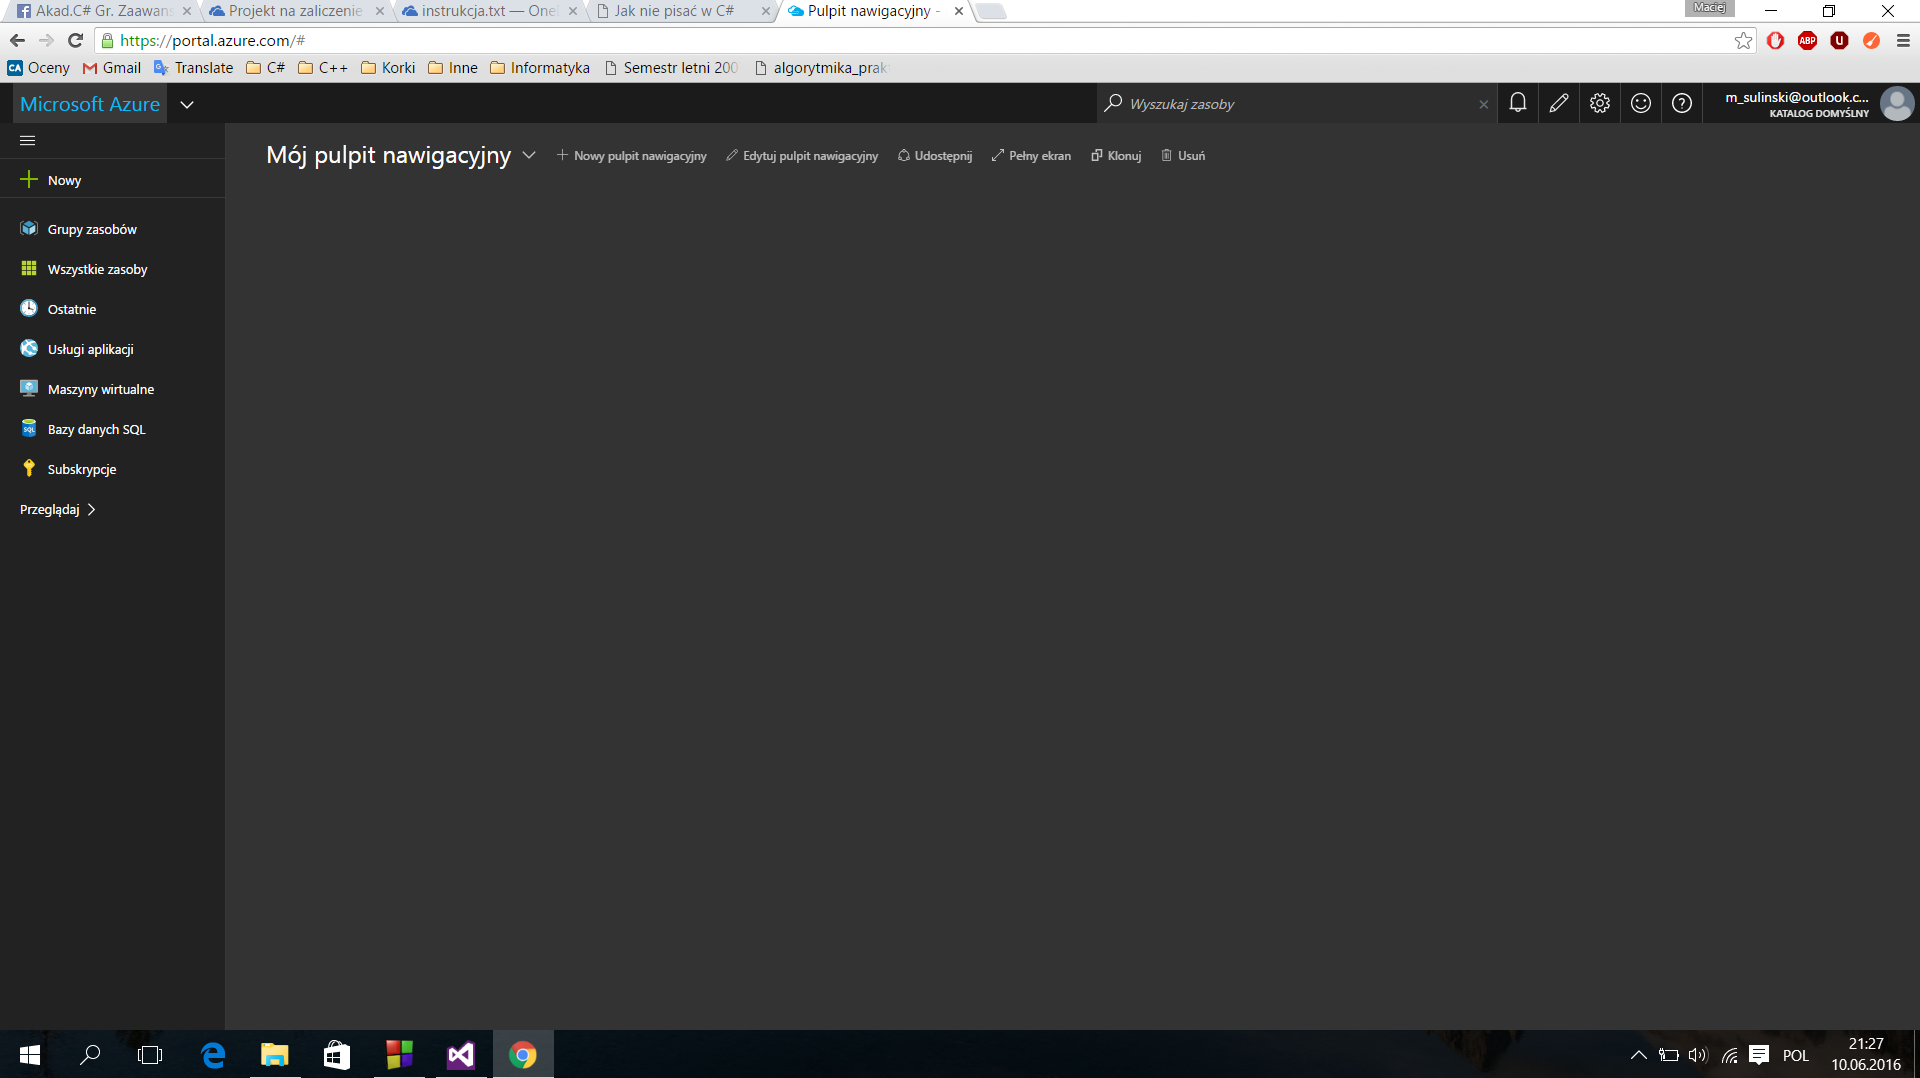 Akad.C# Gr. Zaawans
Projekt na zaliczenie
instrukcja.txt — One
Jak nie pisać w C#
Pulpit nawigacyjny -
Maciej
https://portal.azure.com/#
ABP
CA Oceny
Gmail
Translate
C#
C++
Korki
Inne
Informatyka
Semestr letni 200
algorytmika_prak
Microsoft Azure
Wyszukaj zasoby
m_sulinski@outlook.c...
KATALOG DOMYŚLNY
Mój pulpit nawigacyjny
Nowy pulpit nawigacyjny
Edytuj pulpit nawigacyjny
Udostępnij
Pełny ekran
Klonuj
Usuń
Nowy
Grupy zasobów
Wszystkie zasoby
Ostatnie
Usługi aplikacji
Maszyny wirtualne
SQL
Bazy danych SQL
Subskrypcje
Przeglądaj
POL
21:27
10.06.2016